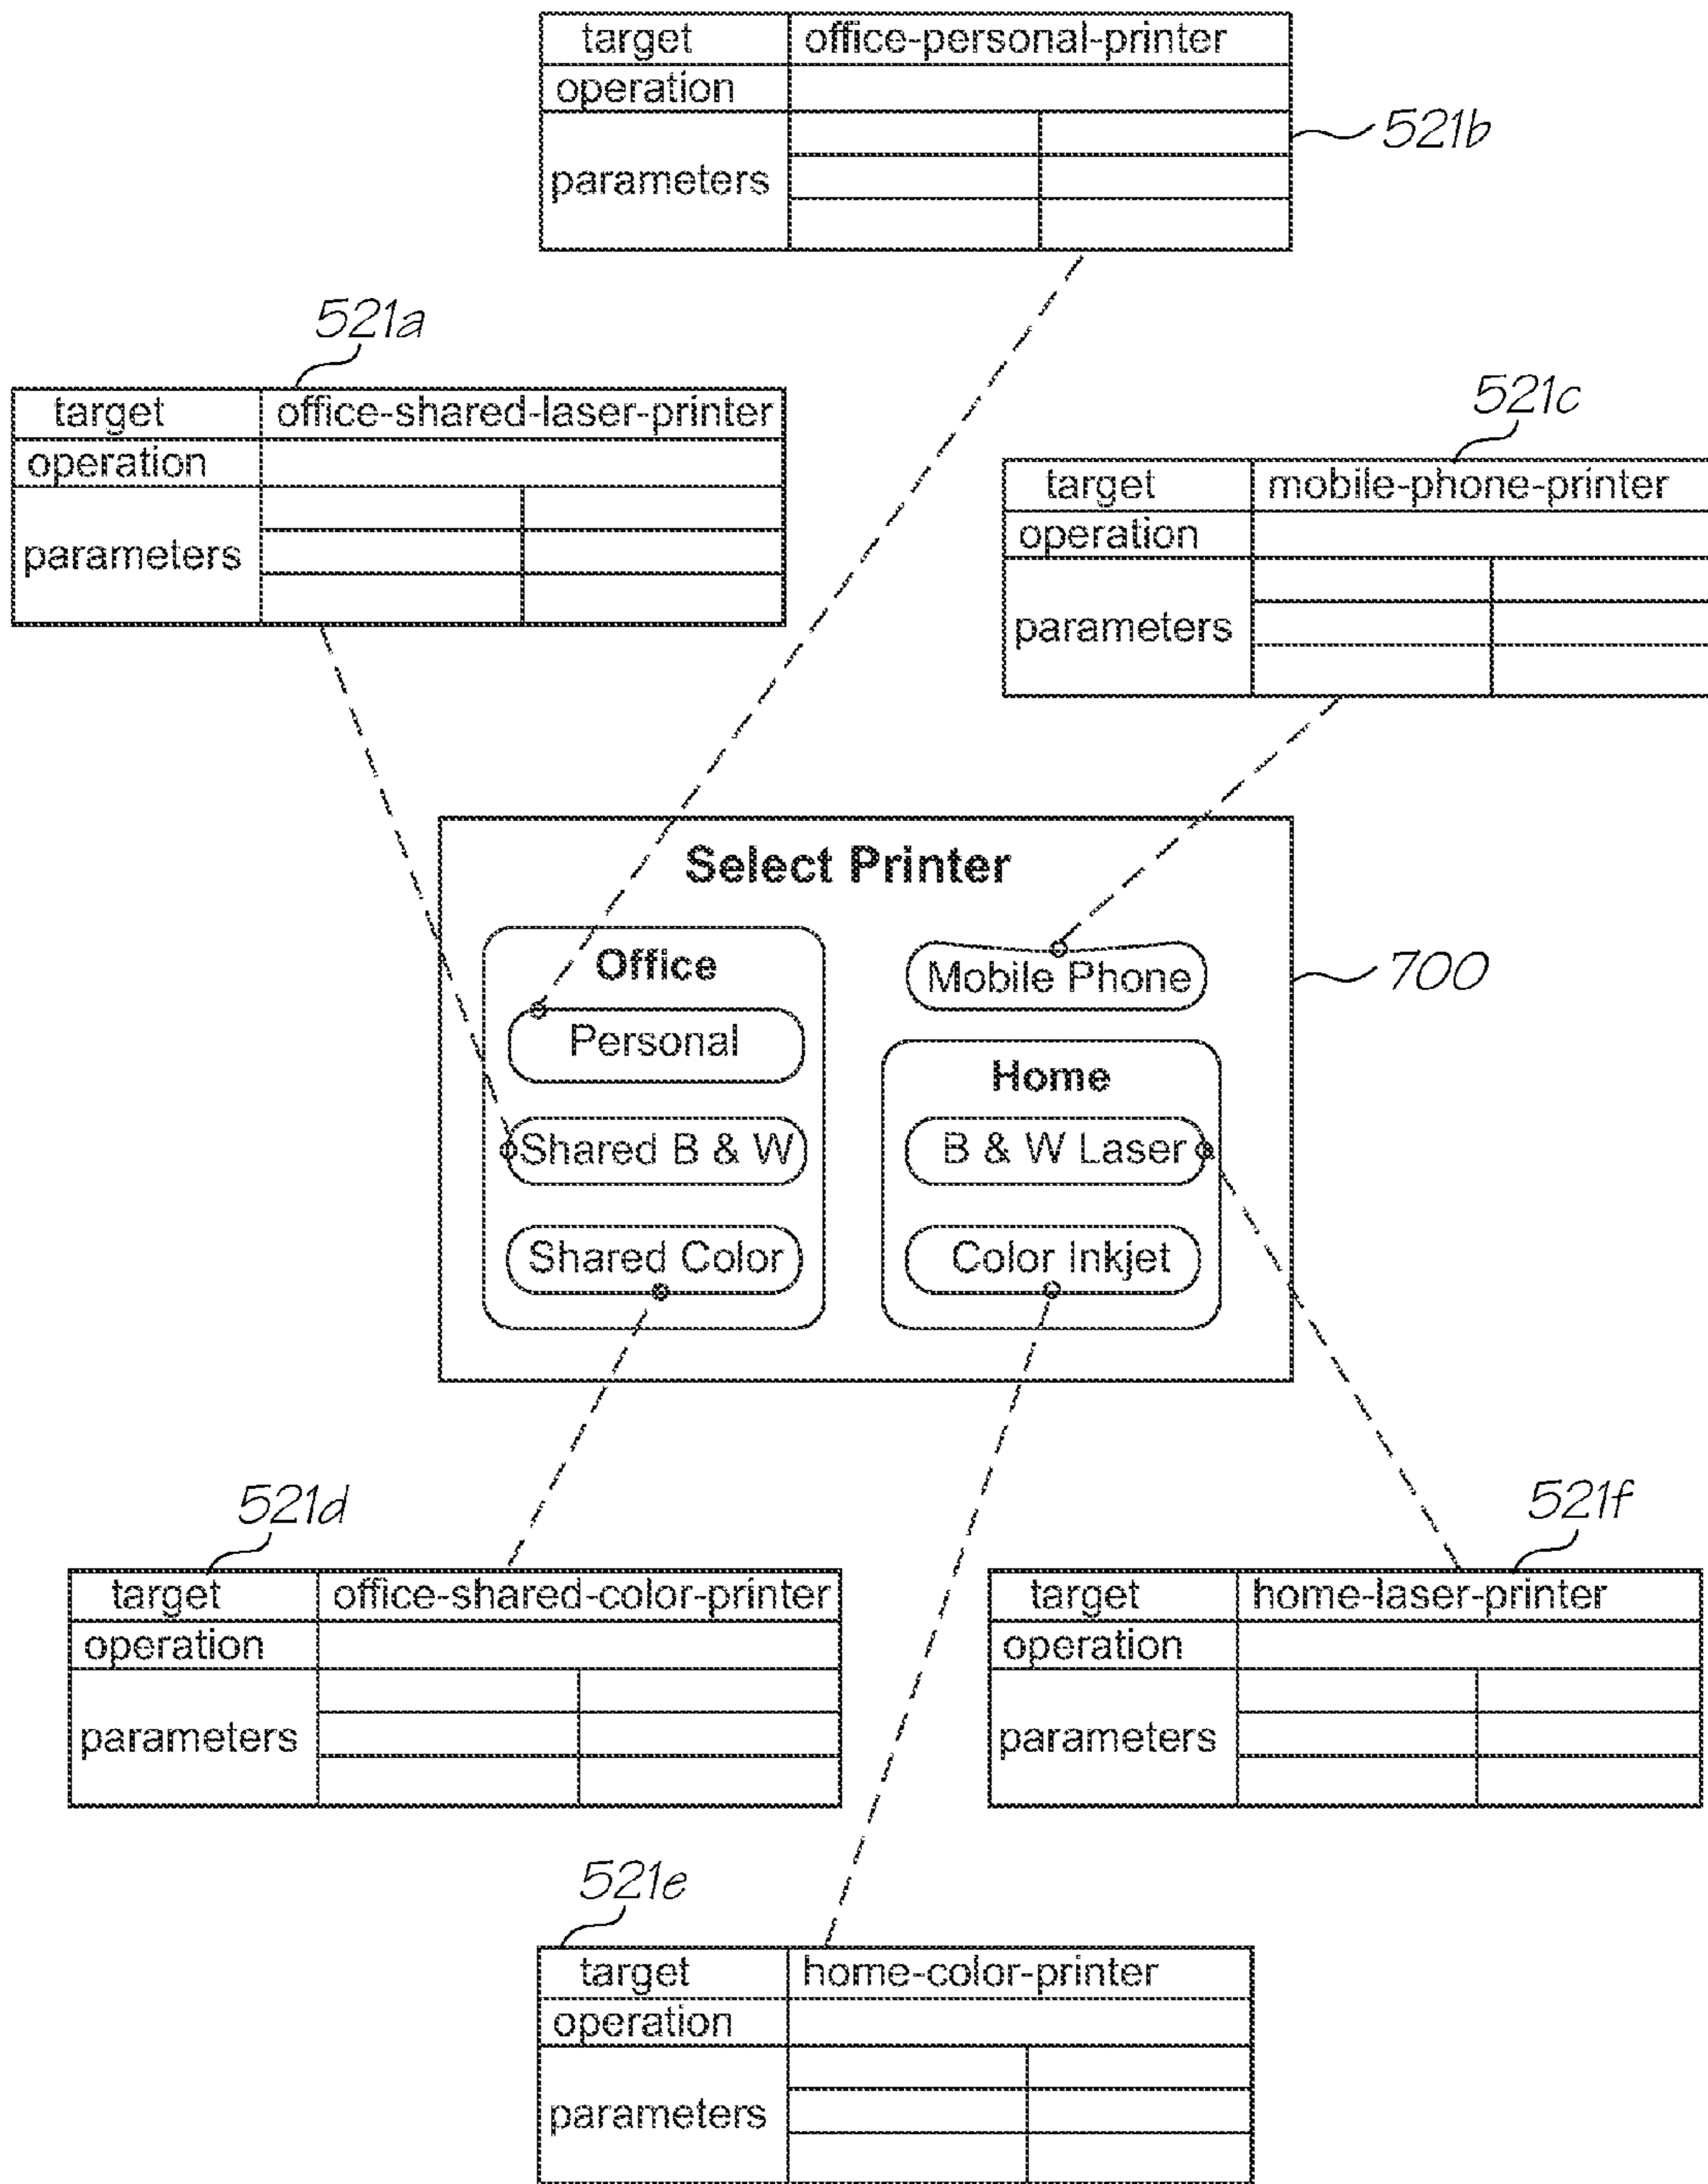 target office-personal-printer
operation
parameters
521b
521a
target office-shared-laser-printer
operation
parameters
521c
target mobile-phone-printer
operation
parameters
Select Printer
Office
Personal
Shared B & W
Shared Color
Mobile Phone
Home
B & W Laser
Color Inkjet
700
521d
target office-shared-color-printer
operation
parameters
521f
target home-laser-printer
operation
parameters
521e
target home-color-printer
operation
parameters